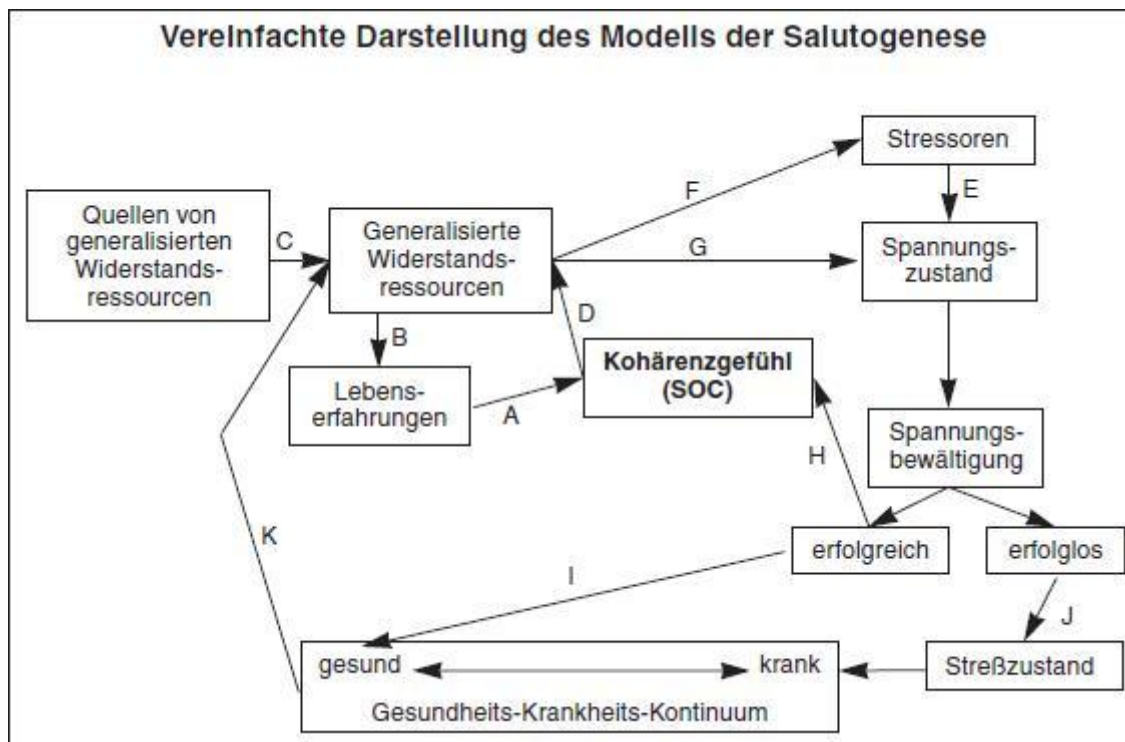 Vereinfachte Darstellung des Modells der Salutogenese
Stressoren
E
F
Quellen von
generalisierten
Widerstands-
ressourcen
C
Generalisierte
Widerstands-
ressourcen
G
Spannungs-
zustand
B
D
Lebens-
erfahrungen
A
Kohärenzgefühl
(SOC)
H
Spannungs-
bewältigung
K
erfolgreich
erfolglos
I
J
gesund
krank
Streßzustand
Gesundheits-Krankheits-Kontinuum